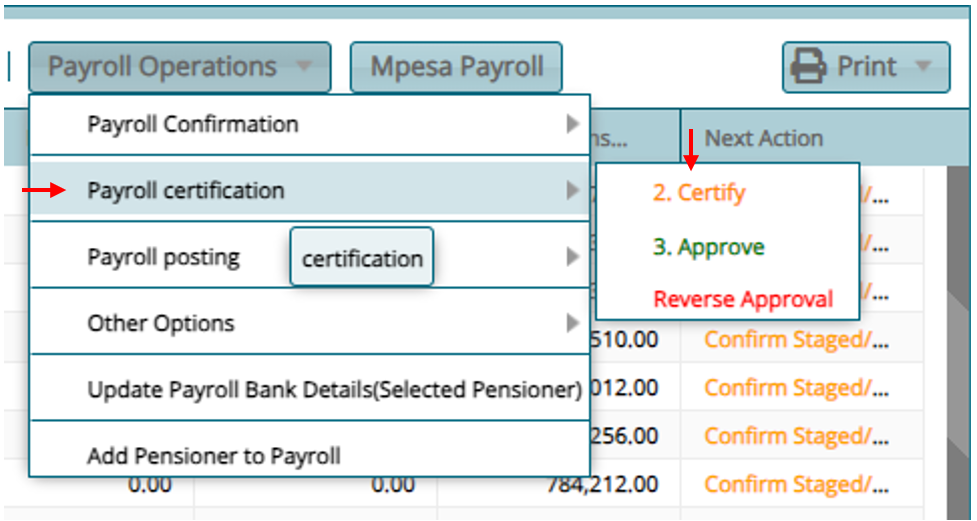 Payroll Operations
Mpesa Payroll
Print
Payroll Confirmation
ns...
Next Action
Payroll certification
2. Certify
/...
Payroll posting
certification
3. Approve
/...
Reverse Approval
/...
Other Options
510.00
Confirm Staged/...
Update Payroll Bank Details(Selected Pensioner)
012.00
Confirm Staged/...
256.00
Confirm Staged/...
Add Pensioner to Payroll
0.00
0.00
784,212.00
Confirm Staged/...